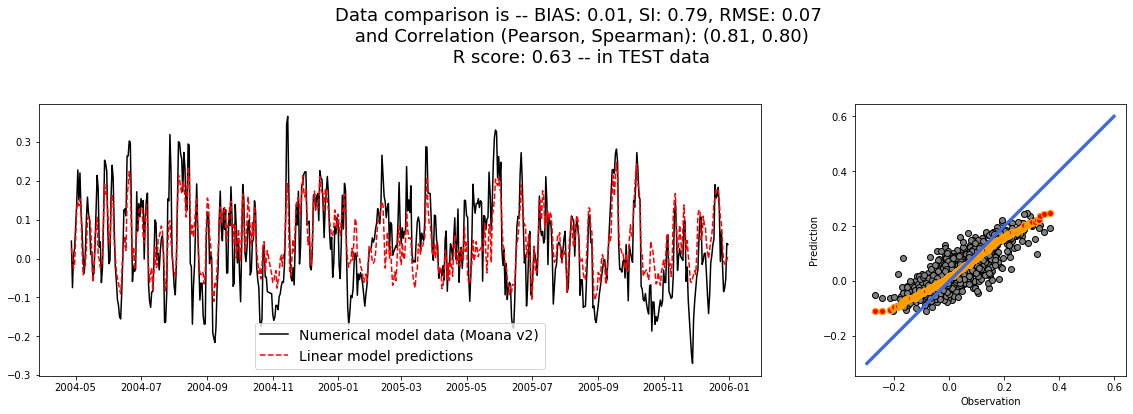 Data comparison is -- BIAS: 0.01, SI: 0.79, RMSE: 0.07
and Correlation (Pearson, Spearman): (0.81, 0.80)
R score: 0.63 -- in TEST data
0.3
0.2
0.1
0.0
−0.1
−0.2
−0.3
Numerical model data (Moana v2)
Linear model predictions
2004-05 2004-07 2004-09 2004-11 2005-01 2005-03 2005-05 2005-07 2005-09 2005-11 2006-01
Prediction
0.6
0.4
0.2
0.0
−0.2
−0.2 0.0 0.2 0.4 0.6
Observation